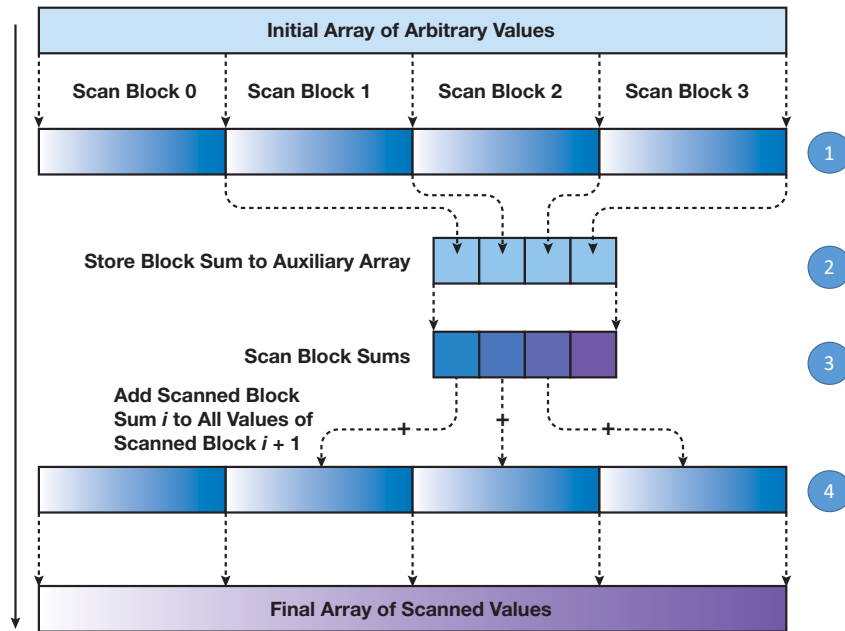 Initial Array of Arbitrary Values
Scan Block 0 Scan Block 1 Scan Block 2 Scan Block 3
1
Store Block Sum to Auxiliary Array
2
Scan Block Sums
3
Add Scanned Block
Sum i to All Values of
Scanned Block i + 1
+ + +
4
Final Array of Scanned Values